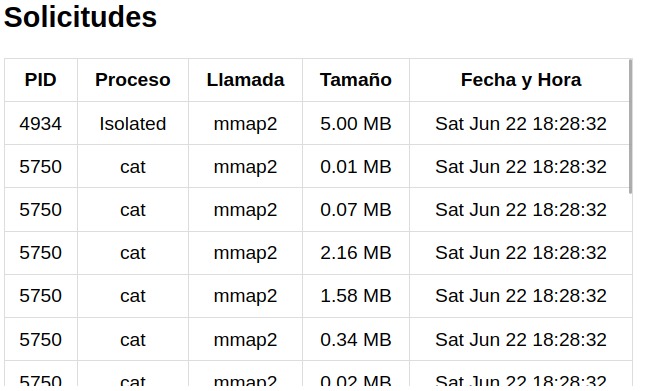 Solicitudes
PID Proceso Llamada Tamaño Fecha y Hora
4934 Isolated mmap2 5.00 MB Sat Jun 22 18:28:32
5750 cat mmap2 0.01 MB Sat Jun 22 18:28:32
5750 cat mmap2 0.07 MB Sat Jun 22 18:28:32
5750 cat mmap2 2.16 MB Sat Jun 22 18:28:32
5750 cat mmap2 1.58 MB Sat Jun 22 18:28:32
5750 cat mmap2 0.34 MB Sat Jun 22 18:28:32
5750 cat mmap2 0.02 MB Sat Jun 22 18:28:32